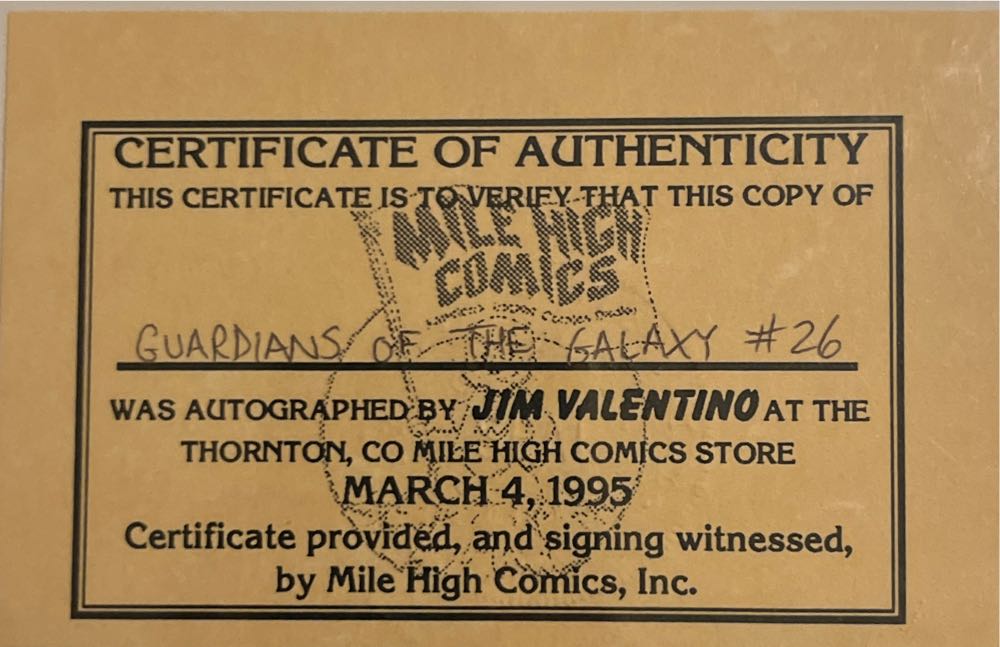 CERTIFICATE OF AUTHENTICITY
THIS CERTIFICATE IS TO VERIFY THAT THIS COPY OF
MILE HIGH
COMICS
GUARDIANS OF THE GALAXY #26
WAS AUTOGRAPHED BY JIM VALENTINO AT THE
THORNTON, CO MILE HIGH COMICS STORE
MARCH 4, 1995
Certificate provided, and signing witnessed,
by Mile High Comics, Inc.